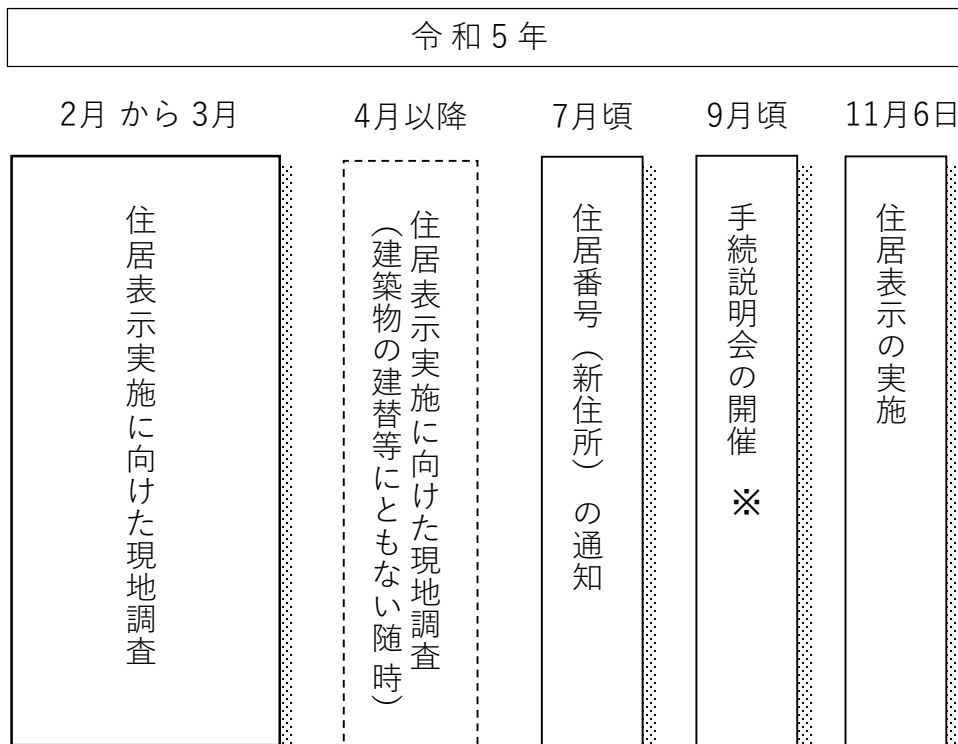 令和5年
2月 から 3月
4月以降
7月頃
9月頃
11月6日
住居表示実施に向けた現地調査
住居表示実施に向けた現地調査
（建築物の建替等にともない随時）
住居番号（新住所）の通知
手続説明会の開催 ※
住居表示の実施